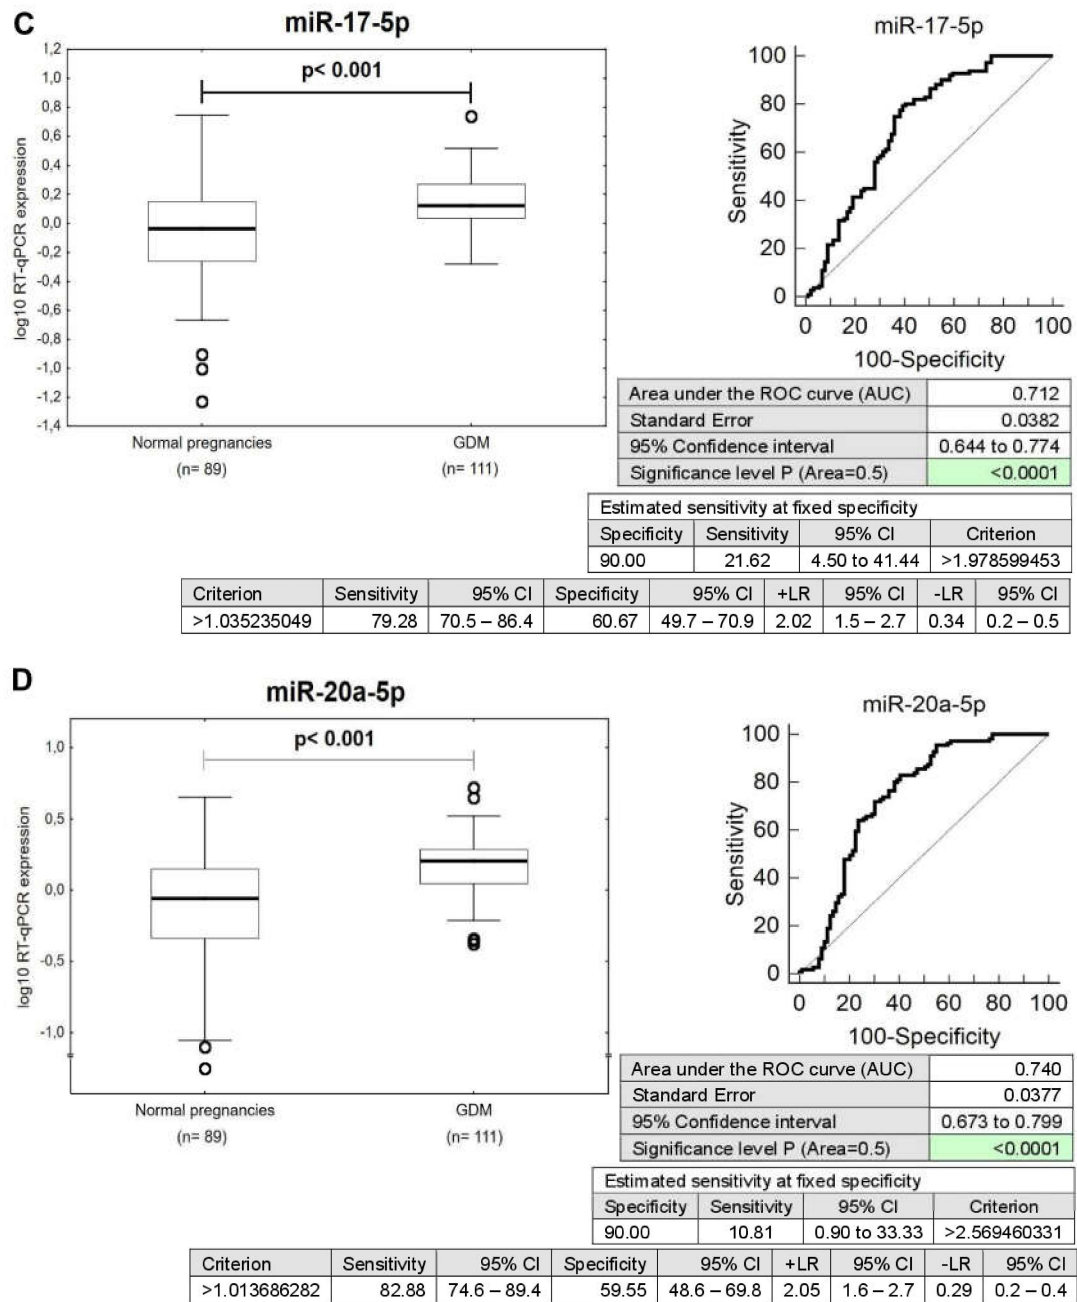 C
miR-17-5p
p< 0.001
log10 RT-qPCR expression
1,2
1,0
0,8
0,6
0,4
0,2
0,0
-0,2
-0,4
-0,6
-0,8
-1,0
-1,2
-1,4
Normal pregnancies GDM
(n= 89) (n= 111)
miR-17-5p
Sensitivity
100
80
60
40
20
0
0 20 40 60 80 100
100-Specificity
Area under the ROC curve (AUC) 0.712
Standard Error 0.0382
95% Confidence interval 0.644 to 0.774
Significance level P (Area=0.5) <0.0001
Estimated sensitivity at fixed specificity
Specificity Sensitivity 95% CI Criterion
90.00 21.62 4.50 to 41.44 >1.978599453
Criterion Sensitivity 95% CI Specificity 95% CI +LR 95% CI -LR 95% CI
>1.035235049 79.28 70.5 – 86.4 60.67 49.7 – 70.9 2.02 1.5 – 2.7 0.34 0.2 – 0.5
D
miR-20a-5p
p< 0.001
log10 RT-qPCR expression
1,0
0,5
0,0
-0,5
-1,0
Normal pregnancies GDM
(n= 89) (n= 111)
miR-20a-5p
Sensitivity
100
80
60
40
20
0
0 20 40 60 80 100
100-Specificity
Area under the ROC curve (AUC) 0.740
Standard Error 0.0377
95% Confidence interval 0.673 to 0.799
Significance level P (Area=0.5) <0.0001
Estimated sensitivity at fixed specificity
Specificity Sensitivity 95% CI Criterion
90.00 10.81 0.90 to 33.33 >2.569460331
Criterion Sensitivity 95% CI Specificity 95% CI +LR 95% CI -LR 95% CI
>1.013686282 82.88 74.6 – 89.4 59.55 48.6 – 69.8 2.05 1.6 – 2.7 0.29 0.2 – 0.4